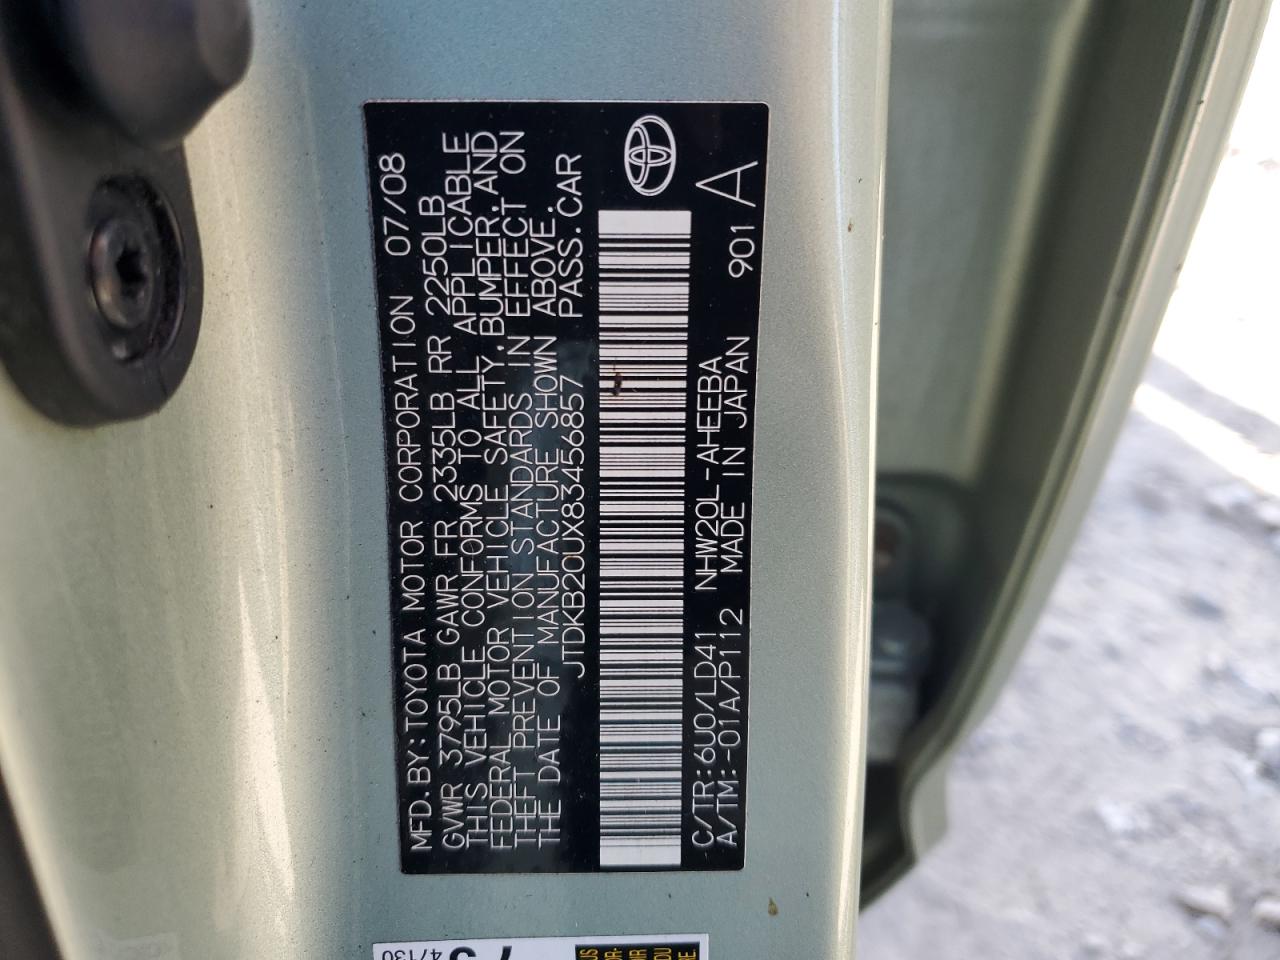 MFD. BY: TOYOTA MOTOR CORPORATION 07/08
GVWR 3795LB GAWR FR 2335LB RR 2250LB
THIS VEHICLE CONFORMS TO ALL APPLICABLE
FEDERAL MOTOR VEHICLE SAFETY, BUMPER, AND
THEFT PREVENTION STANDARDS IN EFFECT ON
THE DATE OF MANUFACTURE SHOWN ABOVE.
JTDKB20UX83456857 PASS. CAR
C/TR: 6U0/LD41 NHW20L-AHEEBA
A/TM: -01A/P112 MADE IN JAPAN 901 A
47130